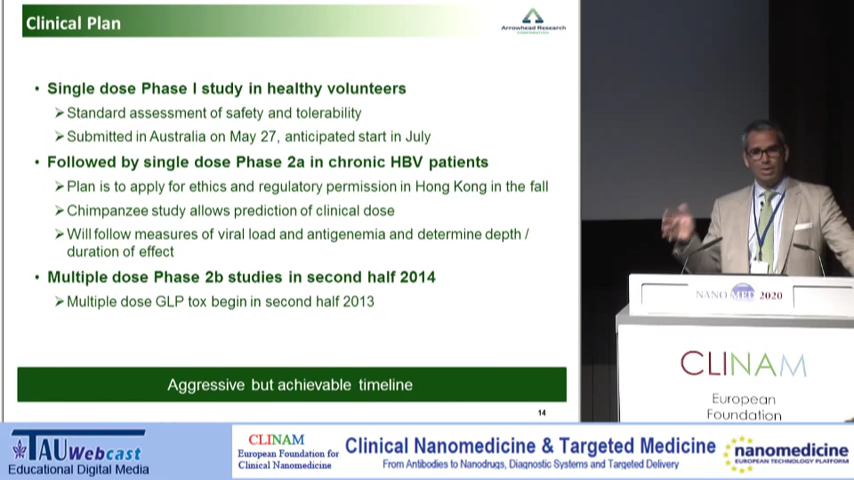 Clinical Plan
Arrowhead Research
CORPORATION
• Single dose Phase I study in healthy volunteers
➢Standard assessment of safety and tolerability
➢Submitted in Australia on May 27, anticipated start in July
• Followed by single dose Phase 2a in chronic HBV patients
➢Plan is to apply for ethics and regulatory permission in Hong Kong in the fall
➢Chimpanzee study allows prediction of clinical dose
➢Will follow measures of viral load and antigenemia and determine depth /
duration of effect
• Multiple dose Phase 2b studies in second half 2014
➢Multiple dose GLP tox begin in second half 2013
Aggressive but achievable timeline
14
NANO MED 2020
CLINAM
European
Foundation
TAU Webcast
Educational Digital Media
CLINAM
European Foundation for
Clinical Nanomedicine
Clinical Nanomedicine & Targeted Medicine
From Antibodies to Nanodrugs, Diagnostic Systems and Targeted Delivery
nanomedicine
EUROPEAN TECHNOLOGY PLATFORM